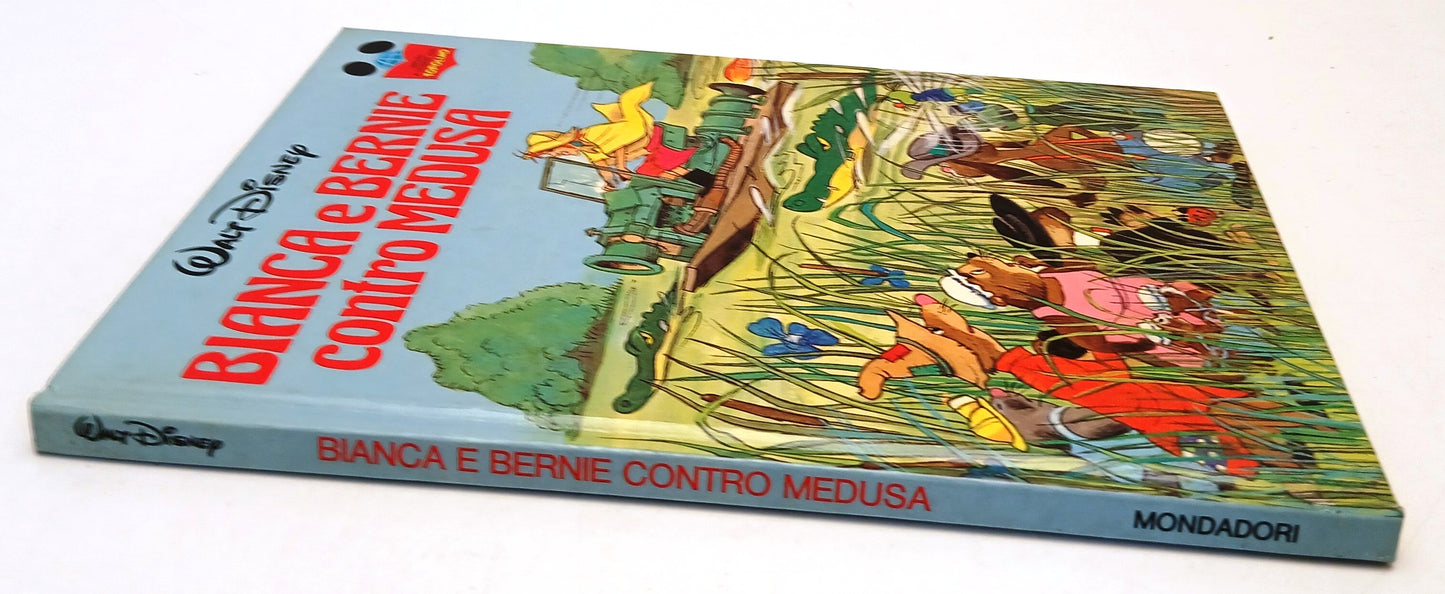 WALT DISNEY
BIANCA e BERNIE
contro MEDUSA
WALT DISNEY
BIANCA E BERNIE CONTRO MEDUSA
MONDADORI